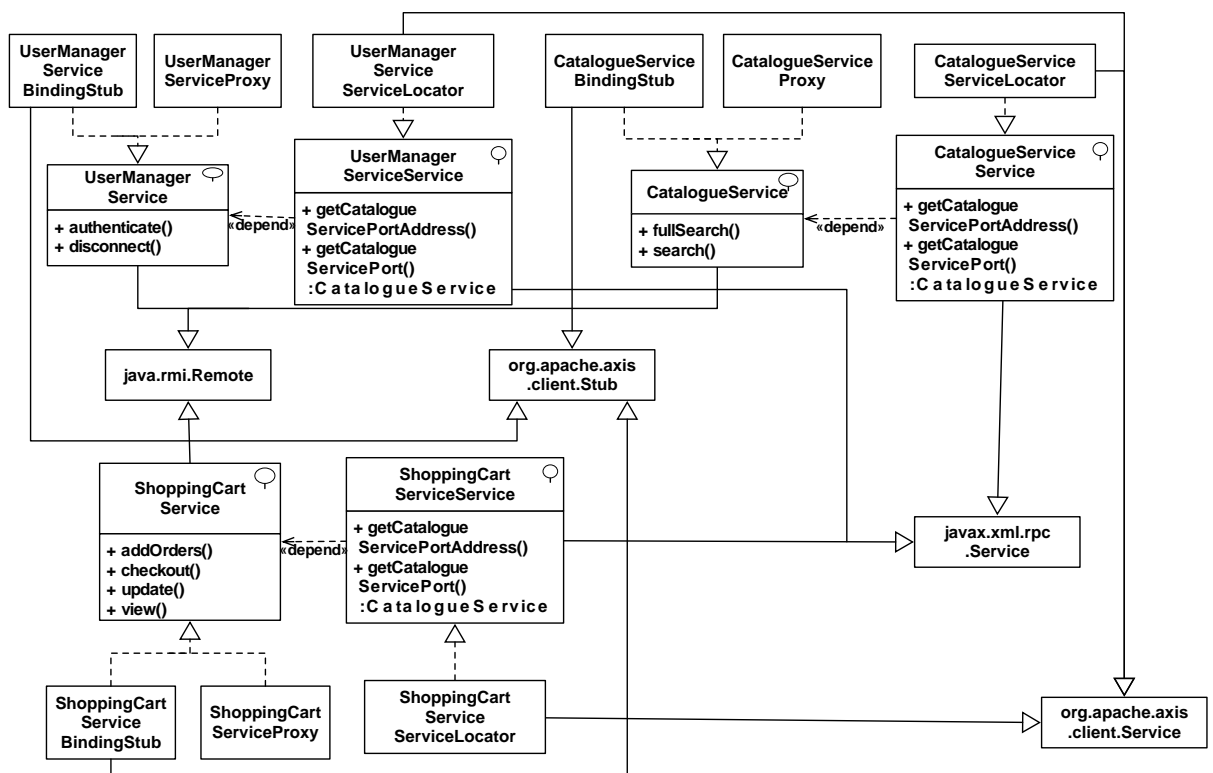 UserManager
Service
BindingStub
UserManager
ServiceProxy
UserManager
Service
ServiceLocator
CatalogueService
BindingStub
CatalogueService
Proxy
CatalogueService
ServiceLocator
UserManager
Service
+ authenticate()
+ disconnect()
«depend»
UserManager
ServiceService
+ getCatalogue
ServicePortAddress()
+ getCatalogue
ServicePort()
:CatalogueService
CatalogueService
+ fullSearch()
+ search()
«depend»
CatalogueService
Service
+ getCatalogue
ServicePortAddress()
+ getCatalogue
ServicePort()
:CatalogueService
java.rmi.Remote
org.apache.axis
.client.Stub
ShoppingCart
Service
+ addOrders()
+ checkout()
+ update()
+ view()
«depend»
ShoppingCart
ServiceService
+ getCatalogue
ServicePortAddress()
+ getCatalogue
ServicePort()
:CatalogueService
javax.xml.rpc
.Service
ShoppingCart
Service
BindingStub
ShoppingCart
ServiceProxy
ShoppingCart
Service
ServiceLocator
org.apache.axis
.client.Service